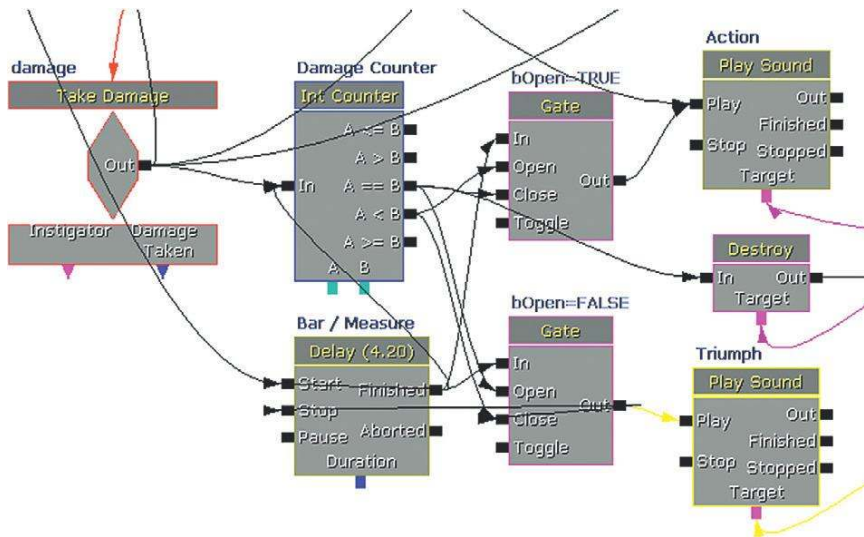 damage
Take Damage
Out
Instigator Damage
Taken
Damage Counter
Int Counter
In
A <= B
A > B
A == B
A < B
A >= B
A B
Bar / Measure
Delay (4.20)
Start
Finished
Stop
Pause
Aborted
Duration
bOpen=TRUE
Gate
In
Open
Close
Out
Toggle
bOpen=FALSE
Gate
In
Open
Close
Out
Toggle
Action
Play Sound
Play
Out
Finished
Stop
Stopped
Target
Destroy
In
Out
Target
Triumph
Play Sound
Play
Out
Finished
Stop
Stopped
Target